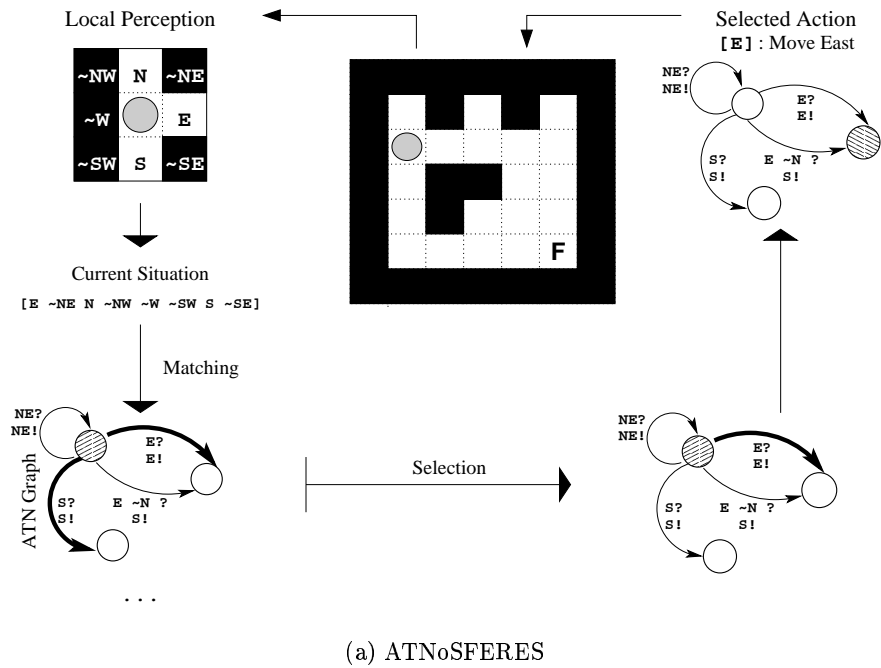 Local Perception
~NW N ~NE
~W E
~SW S ~SE
Current Situation
[E ~NE N ~NW ~W ~SW S ~SE]
Matching
NE?
NE!
E?
E!
S?
S!
E ~N ?
S!
ATN Graph
. . .
F
Selection
Selected Action
[E] : Move East
NE?
NE!
E?
E!
S?
S!
E ~N ?
S!
NE?
NE!
E?
E!
S?
S!
E ~N ?
S!
(a) ATNoSFERES